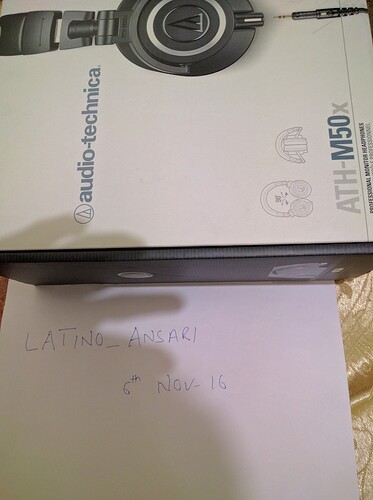 audio-technica.
ATH-M50x
PROFESSIONAL MONITOR HEADPHONES
LATINO_ANSARI
6th NOV-16